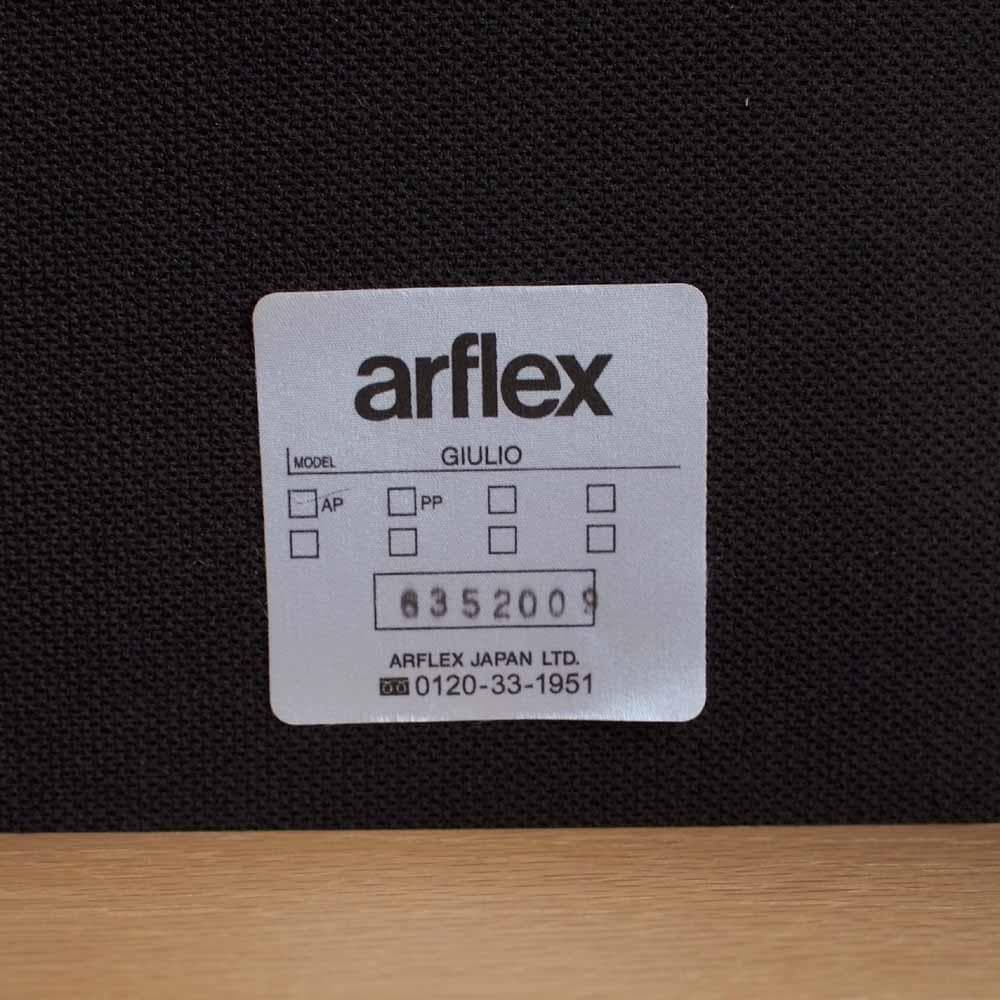 arflex
MODEL GIULIO
AP PP
6352009
ARFLEX JAPAN LTD.
0120-33-1951